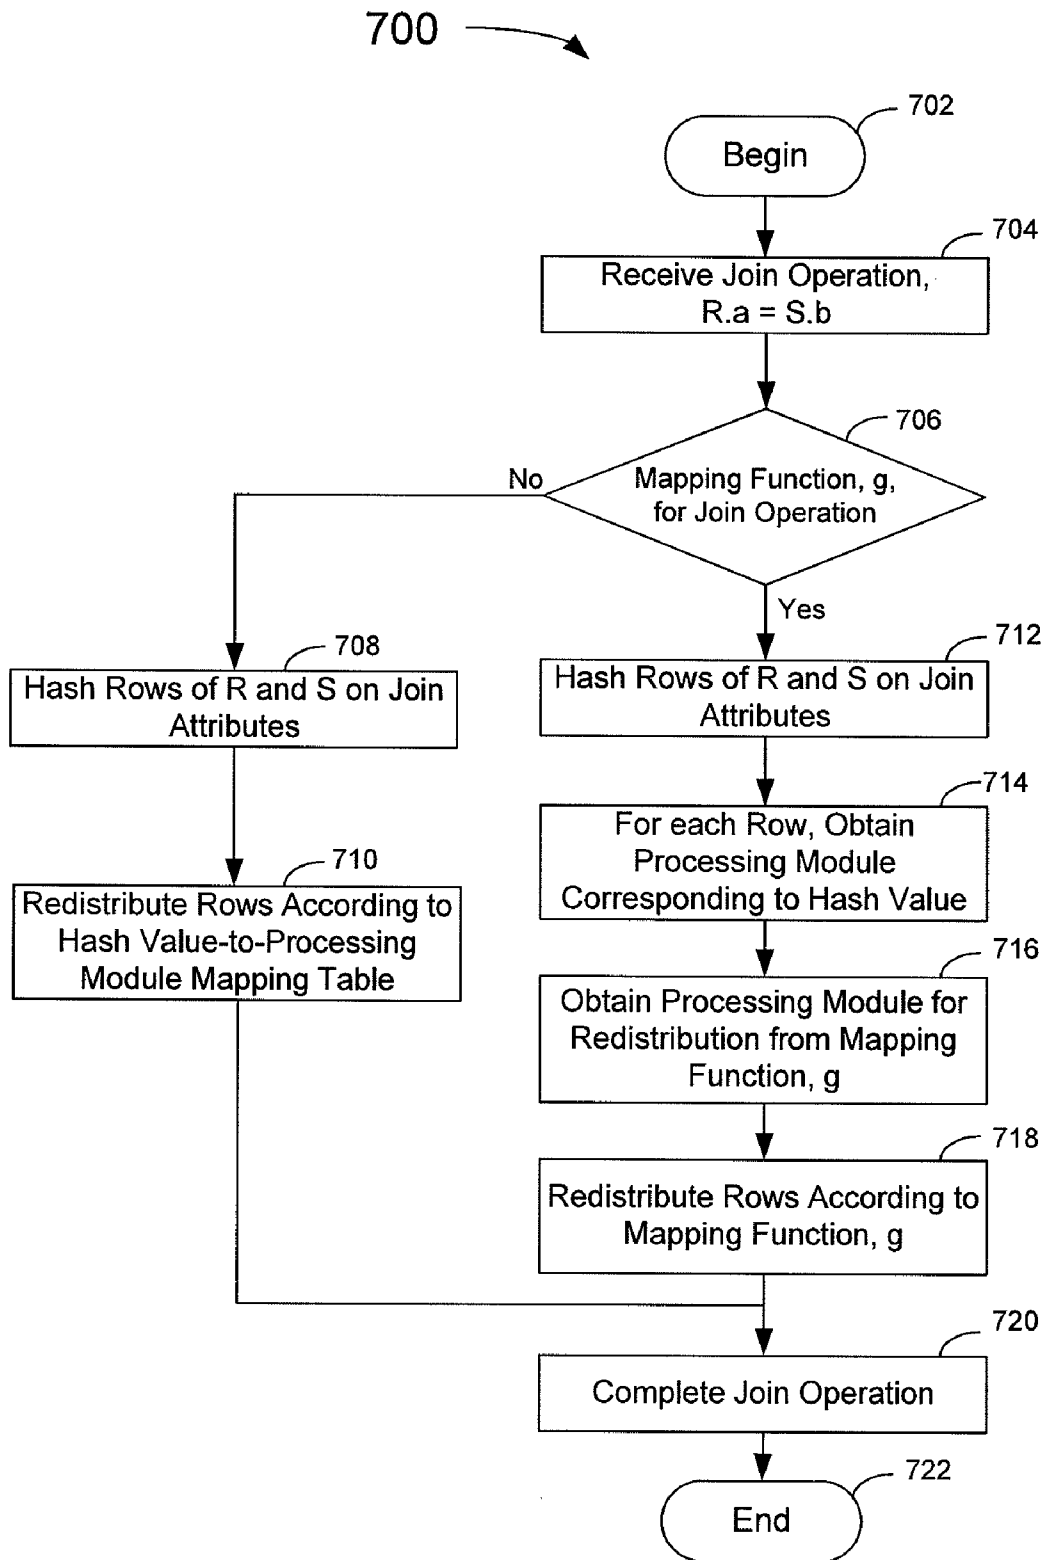 700
702
Begin
704
Receive Join Operation,
R.a = S.b
706
Mapping Function, g,
for Join Operation
No
Yes
708
Hash Rows of R and S on Join
Attributes
710
Redistribute Rows According to
Hash Value-to-Processing
Module Mapping Table
712
Hash Rows of R and S on Join
Attributes
714
For each Row, Obtain
Processing Module
Corresponding to Hash Value
716
Obtain Processing Module for
Redistribution from Mapping
Function, g
718
Redistribute Rows According to
Mapping Function, g
720
Complete Join Operation
722
End